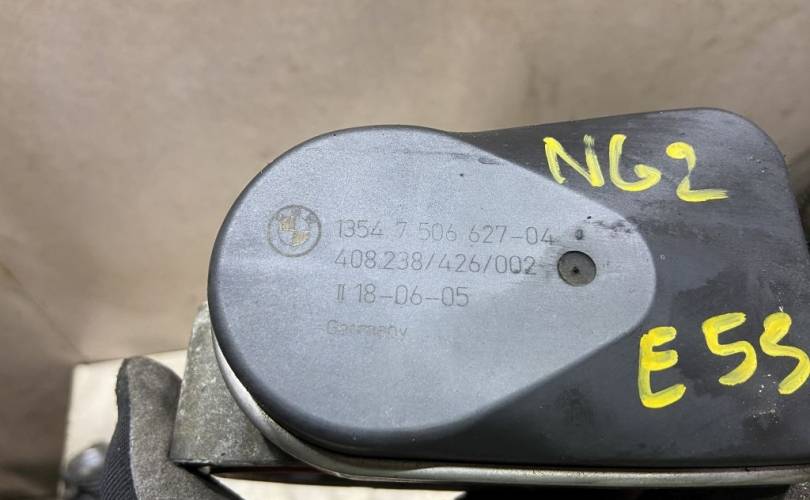 N62
1354 7 506 627-04
408.238/426/002
II 18-06-05
Germany
E53